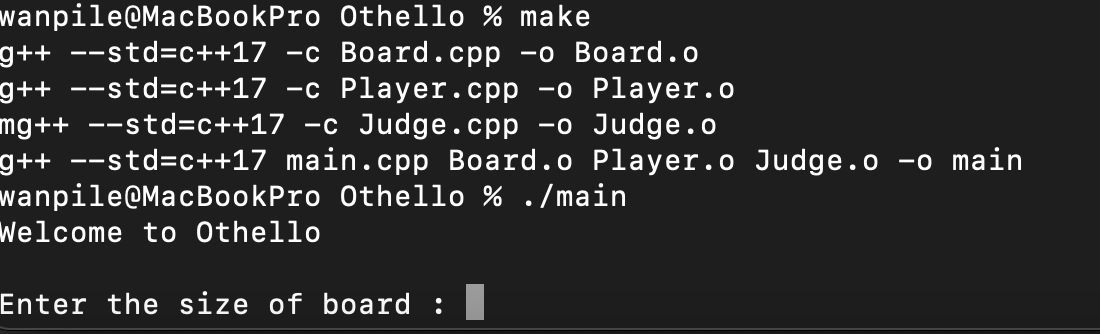 wanpile@MacBookPro Othello % make
g++ --std=c++17 -c Board.cpp -o Board.o
g++ --std=c++17 -c Player.cpp -o Player.o
mg++ --std=c++17 -c Judge.cpp -o Judge.o
g++ --std=c++17 main.cpp Board.o Player.o Judge.o -o main
wanpile@MacBookPro Othello % ./main
Welcome to Othello
Enter the size of board :